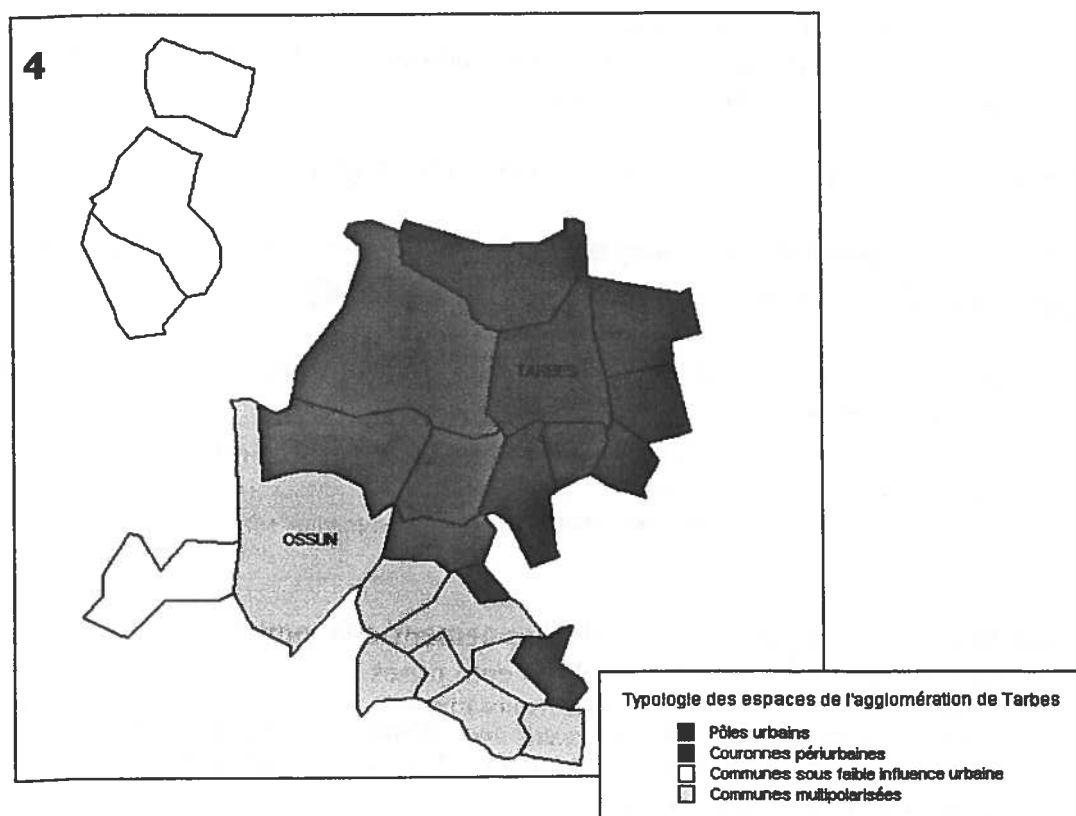 4
TARBES
OSSUN
Typologie des espaces de l'agglomération de Tarbes
Pôles urbains
Couronnes périurbaines
Communes sous faible influence urbaine
Communes multipolarisées